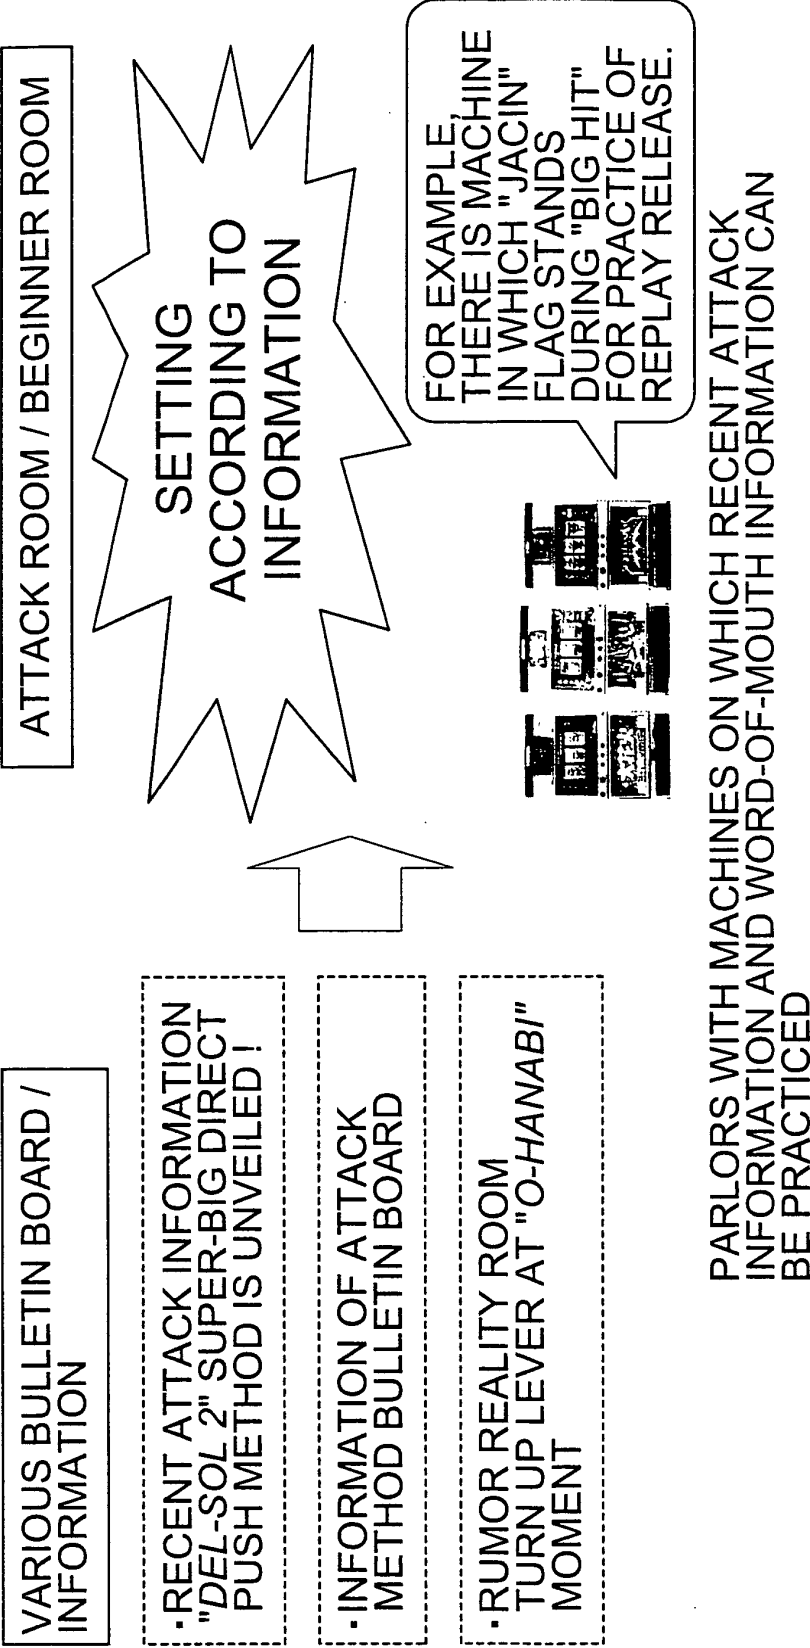 VARIOUS BULLETIN BOARD /
INFORMATION
·RECENT ATTACK INFORMATION
"DEL-SOL 2" SUPER-BIG DIRECT
PUSH METHOD IS UNVEILED !
·INFORMATION OF ATTACK
METHOD BULLETIN BOARD
·RUMOR REALITY ROOM
TURN UP LEVER AT "O-HANABI"
MOMENT
ATTACK ROOM / BEGINNER ROOM
SETTING
ACCORDING TO
INFORMATION
FOR EXAMPLE,
THERE IS MACHINE
IN WHICH "JACIN"
FLAG STANDS
DURING "BIG HIT"
FOR PRACTICE OF
REPLAY RELEASE.
PARLORS WITH MACHINES ON WHICH RECENT ATTACK
INFORMATION AND WORD-OF-MOUTH INFORMATION CAN
BE PRACTICED